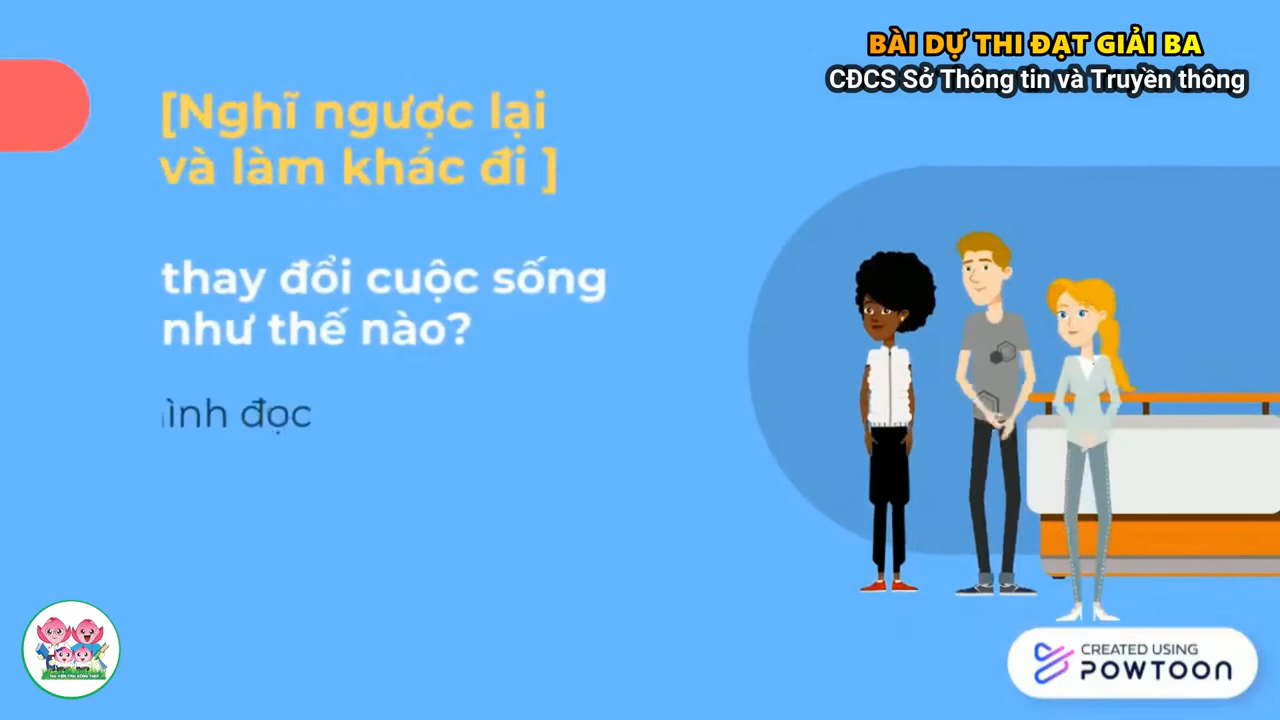 BÀI DỰ THI ĐẠT GIẢI BA
CĐCS Sở Thông tin và Truyền thông
[Nghĩ ngược lại
và làm khác đi ]
thay đổi cuộc sống
như thế nào?
ình đọc
CREATED USING
POWTOON